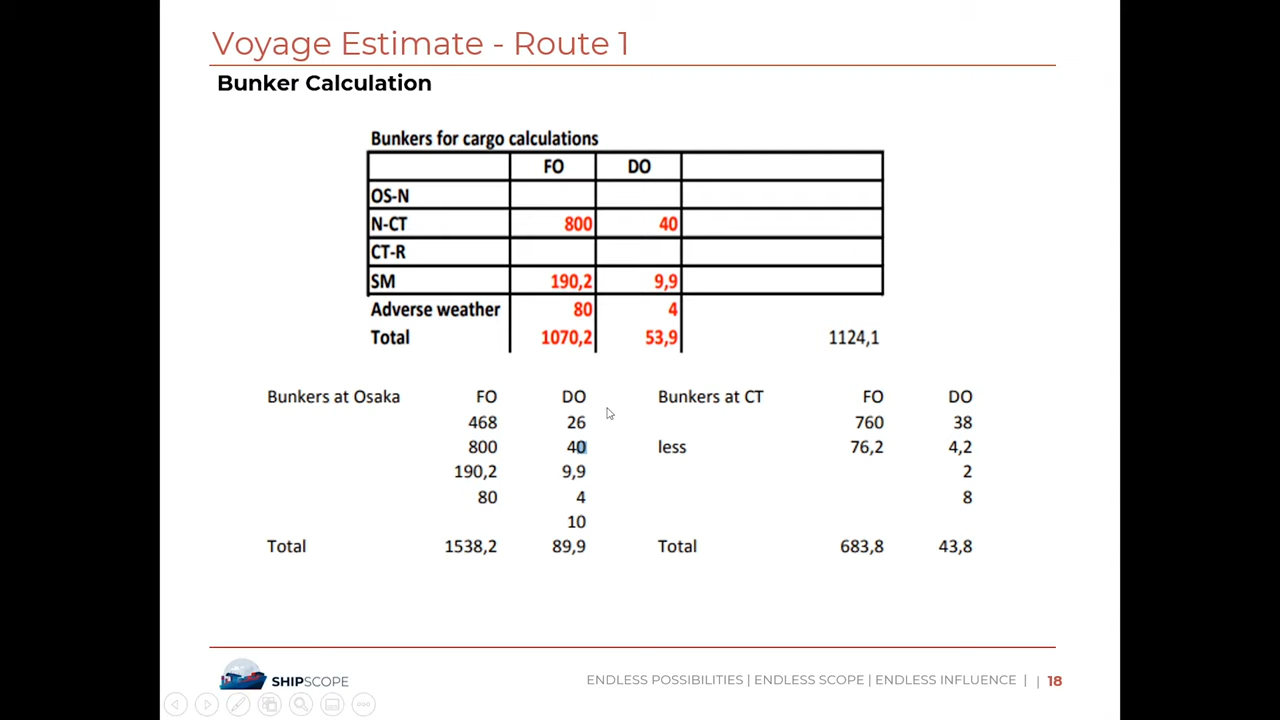 Voyage Estimate - Route 1
Bunker Calculation
Bunkers for cargo calculations
FO DO
OS-N
N-CT 800 40
CT-R
SM 190,2 9,9
Adverse weather 80 4
Total 1070,2 53,9 1124,1
Bunkers at Osaka FO DO Bunkers at CT FO DO
468 26 760 38
800 40 less 76,2 4,2
190,2 9,9 2
80 4 8
10
Total 1538,2 89,9 Total 683,8 43,8
SHIPSCOPE ENDLESS POSSIBILITIES | ENDLESS SCOPE | ENDLESS INFLUENCE | | 18